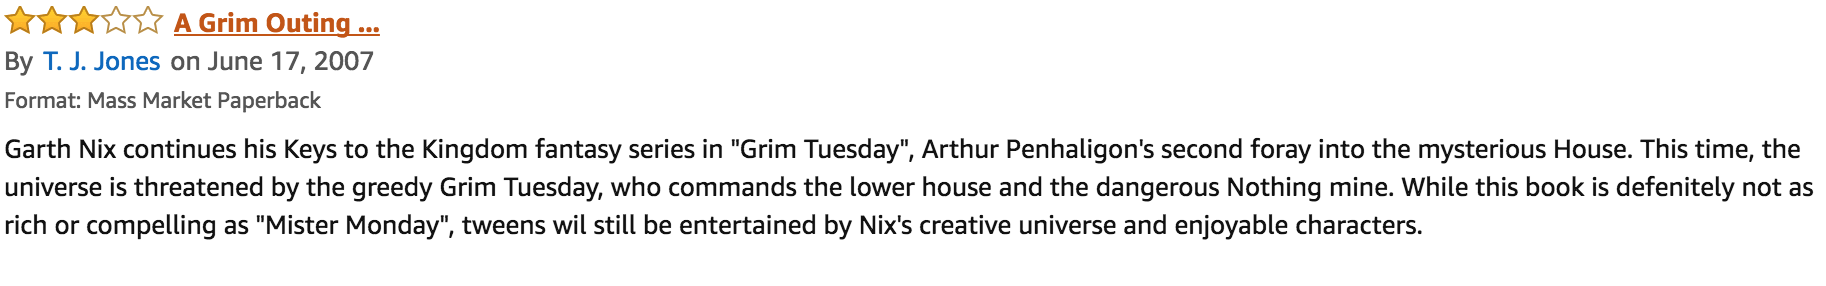 A Grim Outing ...
By T. J. Jones on June 17, 2007
Format: Mass Market Paperback
Garth Nix continues his Keys to the Kingdom fantasy series in "Grim Tuesday", Arthur Penhaligon's second foray into the mysterious House. This time, the
universe is threatened by the greedy Grim Tuesday, who commands the lower house and the dangerous Nothing mine. While this book is defenitely not as
rich or compelling as "Mister Monday", tweens wil still be entertained by Nix's creative universe and enjoyable characters.